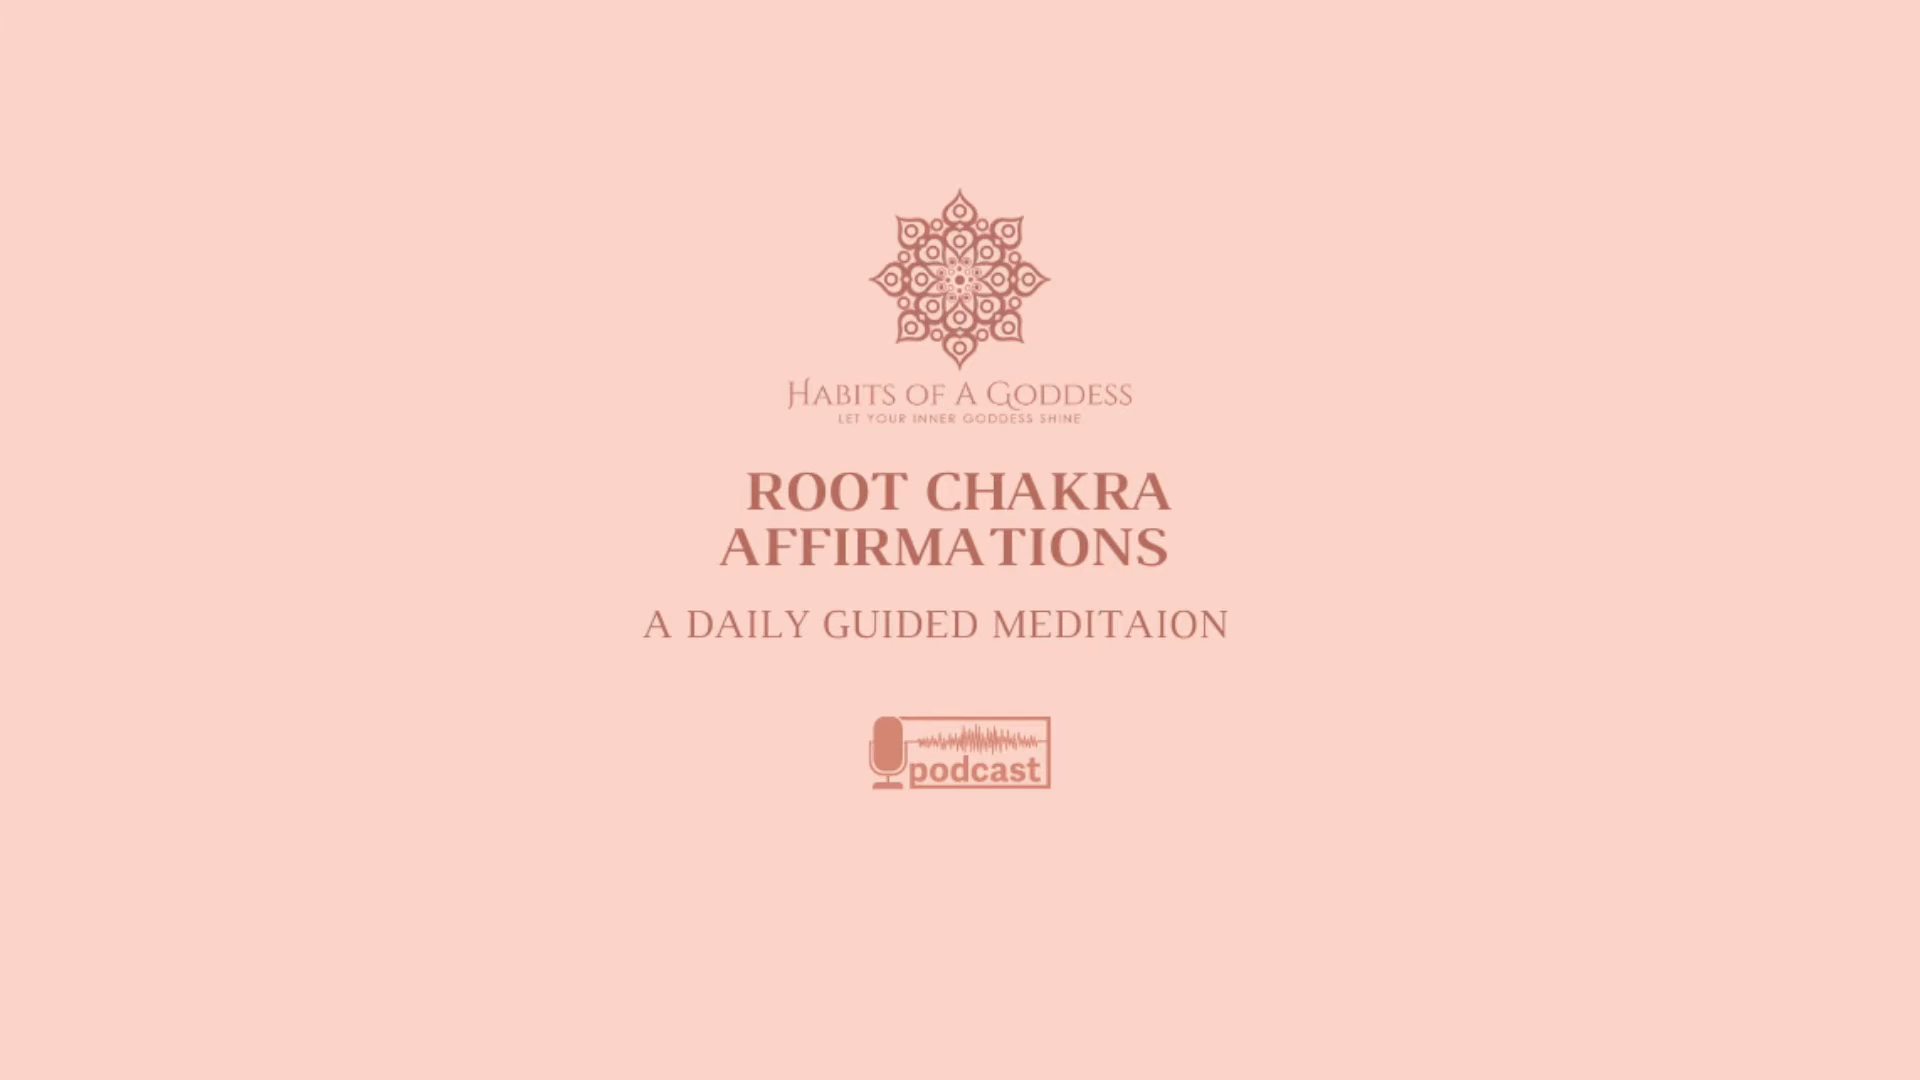 HABITS OF A GODDESS
LET YOUR INNER GODDESS SHINE
ROOT CHAKRA
AFFIRMATIONS
A DAILY GUIDED MEDITAION
podcast